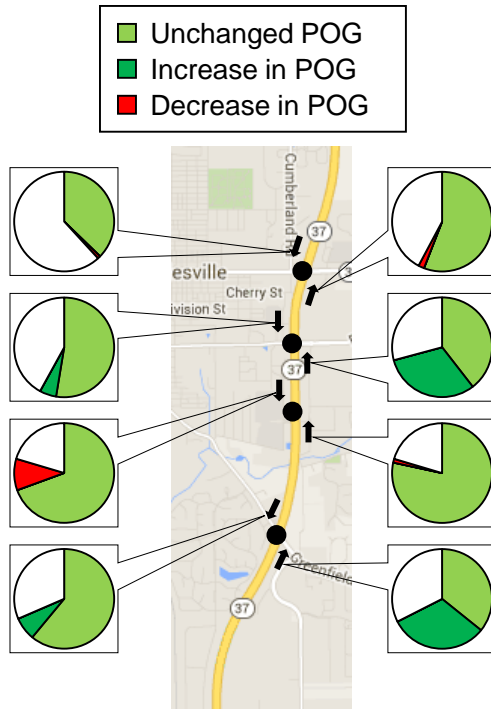 Unchanged POG
Increase in POG
Decrease in POG
Cumberland Rd
37
esville
3
Cherry St
ivision St
37
Greenfield
37